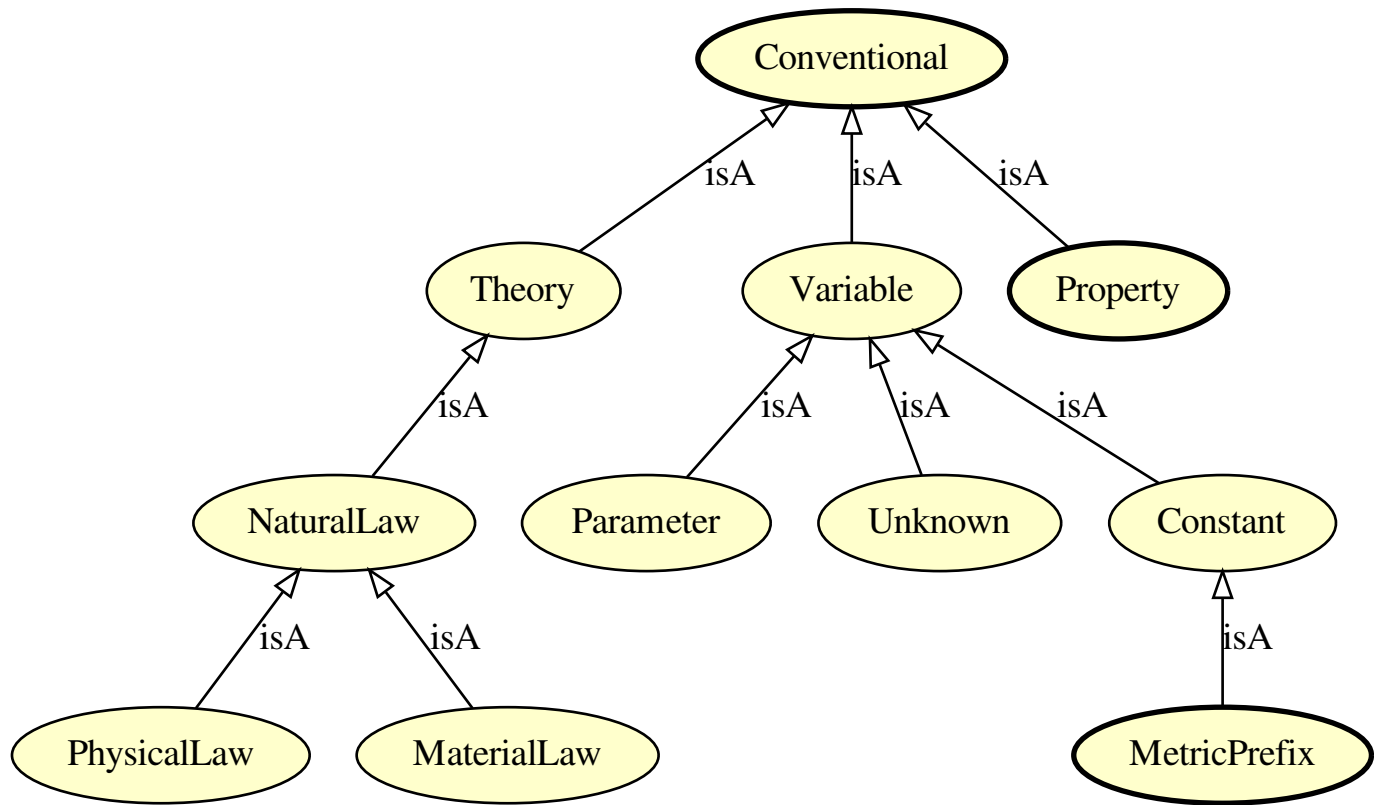 Conventional
isA isA isA
Theory Variable Property
isA isA isA isA
NaturalLaw Parameter Unknown Constant
isA isA isA
PhysicalLaw MaterialLaw MetricPrefix